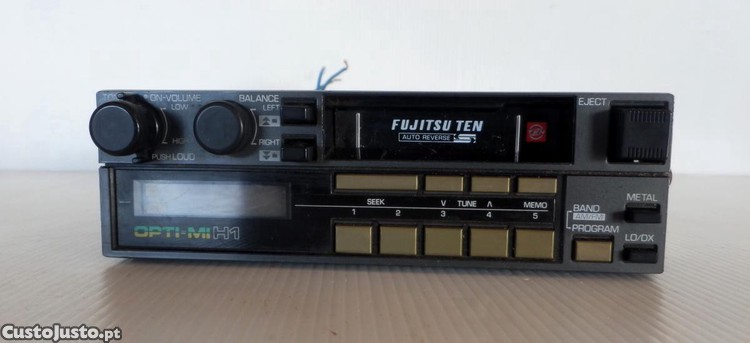 ON-VOLUME
LOW
HIGH
PUSH LOUD
BALANCE
LEFT
RIGHT
FUJITSU TEN
AUTO REVERSE
EJECT
SEEK
TUNE
MEMO
1 2 3 4 5
BAND
AM/FM
PROGRAM
METAL
LO/DX
OPTI-MI H1
CustoJusto.pt